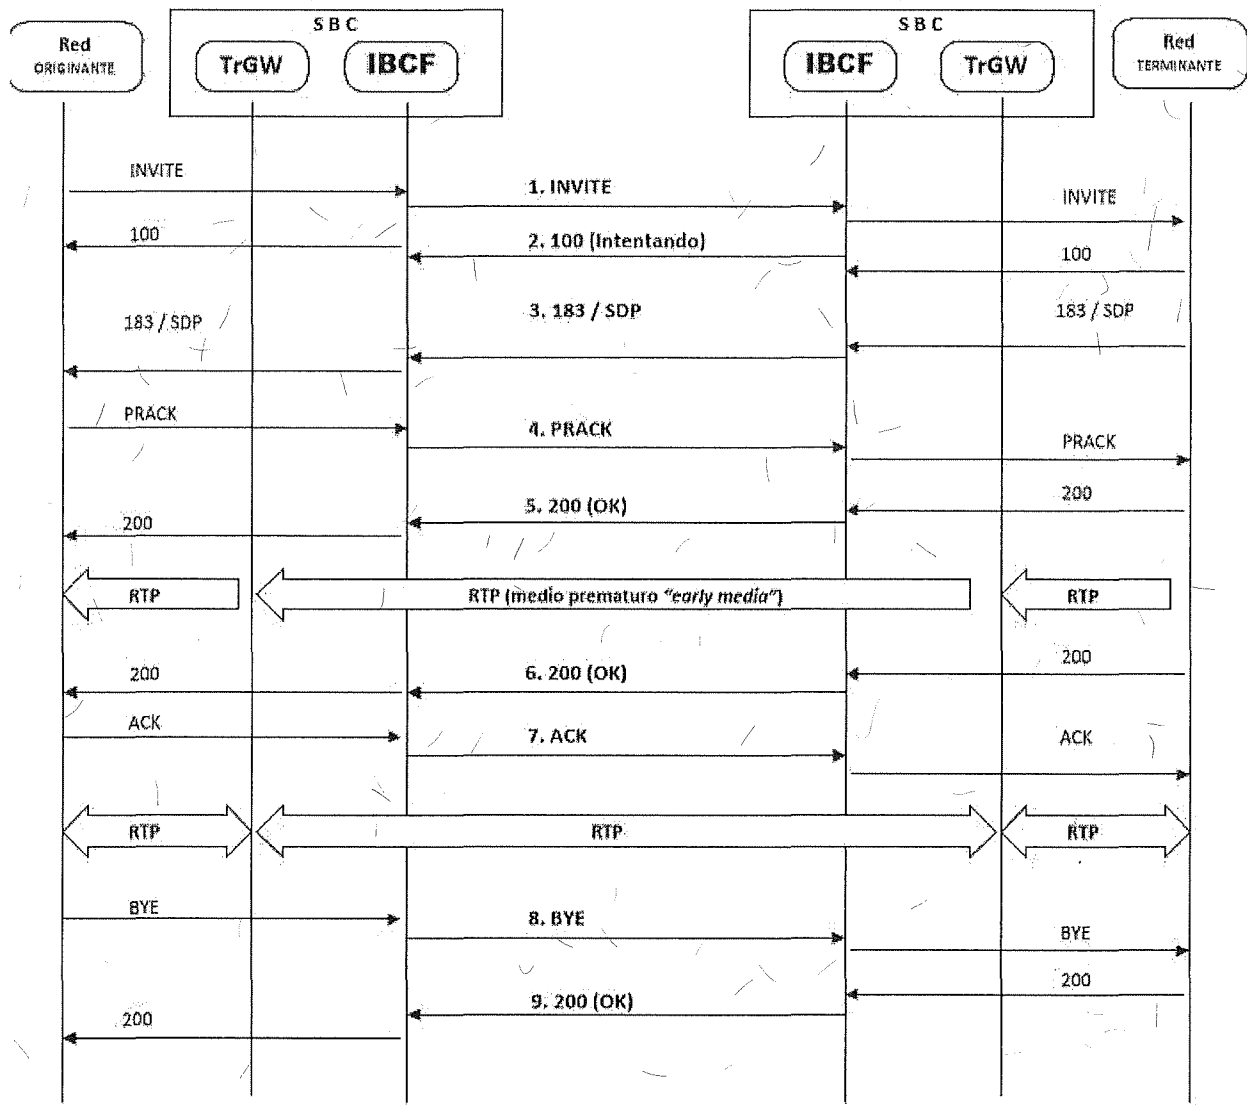 S B C
S B C
Red
ORIGINANTE
TrGW
IBCF
IBCF
TrGW
Red
TERMINANTE
INVITE
1. INVITE
INVITE
100
2. 100 (Intentando)
100
183 / SDP
3. 183 / SDP
183 / SDP
PRACK
4. PRACK
PRACK
200
5. 200 (OK)
200
RTP
RTP (medio prematuro "early media")
RTP
200
6. 200 (OK)
200
ACK
7. ACK
ACK
RTP
RTP
RTP
BYE
8. BYE
BYE
200
9. 200 (OK)
200